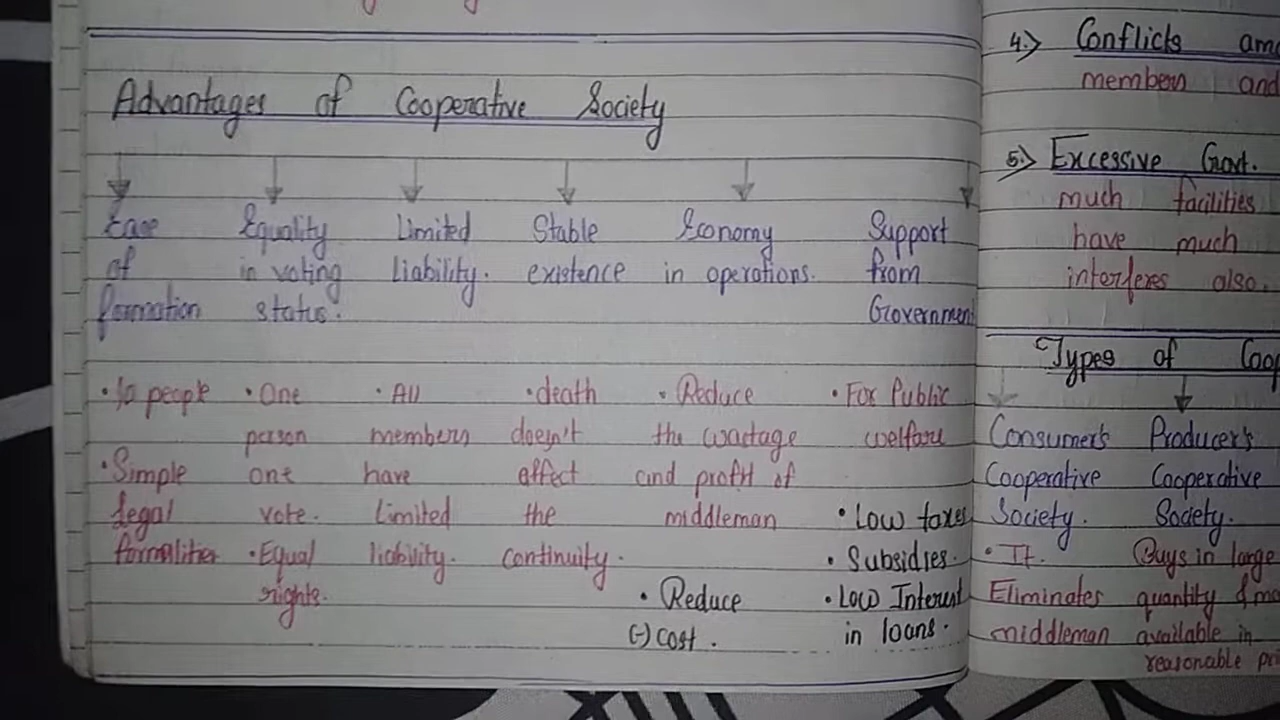 Advantages of Cooperative Society
Ease
of
formation
Equality
in voting
status.
Limited
liability.
Stable
existence
Economy
in operations.
Support
from
Government
• 10 people
• Simple
legal
formalities
• One
person
one
vote.
• Equal
rights.
• All
members
have
limited
liability.
• death
doesn't
affect
the
continuity.
• Reduce
the wastage
and profit of
middleman
• Reduce
(-) cost.
• For Public
welfare
• Low taxes
• Subsidies.
• Low Interest
in loans.
4.> Conflicts
members and
5.> Excessive Govt.
much facilities
have much
interferes also.
Types of
Consumer's
Cooperative
Society.
• It
Eliminates
middleman
Producer's
Cooperative
Society.
Buys in large
quantity &
available in
reasonable